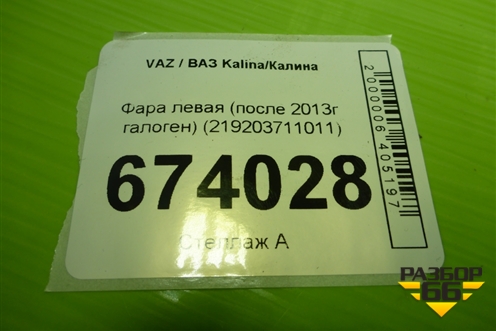 VAZ / ВАЗ Kalina/Калина
Фара левая (после 2013г
галоген) (219203711011)
674028
Стеллаж А
2000006405197
РАЗБОР
66